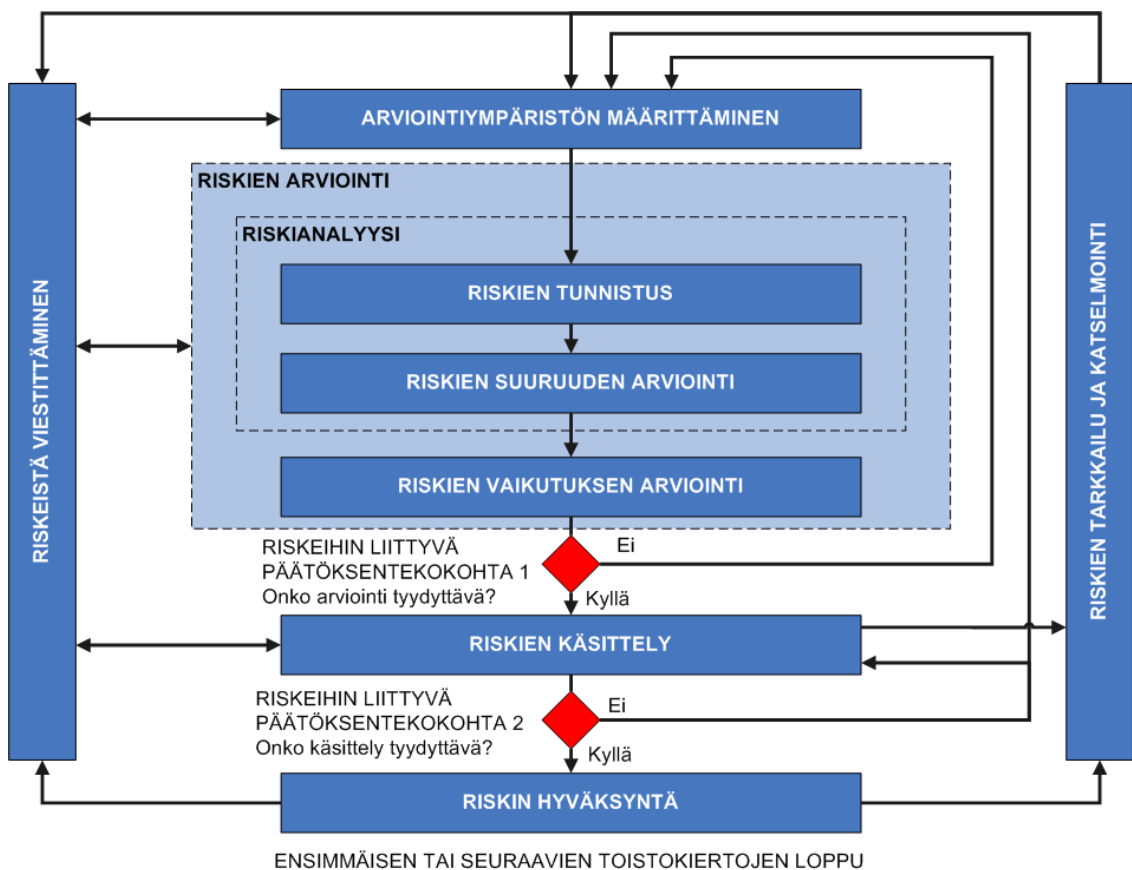 ARVIOINTIYMPÄRISTÖN MÄÄRITTÄMINEN
RISKIEN ARVIOINTI
RISKIANALYYSI
RISKIEN TUNNISTUS
RISKIEN SUURUUDEN ARVIOINTI
RISKIEN VAIKUTUKSEN ARVIOINTI
RISKEIHIN LIITTYVÄ
PÄÄTÖKSENTEKOKOHTA 1
Onko arviointi tyydyttävä?
Ei
Kyllä
RISKIEN KÄSITTELY
RISKEIHIN LIITTYVÄ
PÄÄTÖKSENTEKOKOHTA 2
Onko käsittely tyydyttävä?
Ei
Kyllä
RISKIN HYVÄKSYNTÄ
ENSIMMÄISEN TAI SEURAAVIEN TOISTOKIERTOJEN LOPPU
RISKEISTÄ VIESTITTÄMINEN
RISKIEN TARKKAILU JA KATSELMOINTI